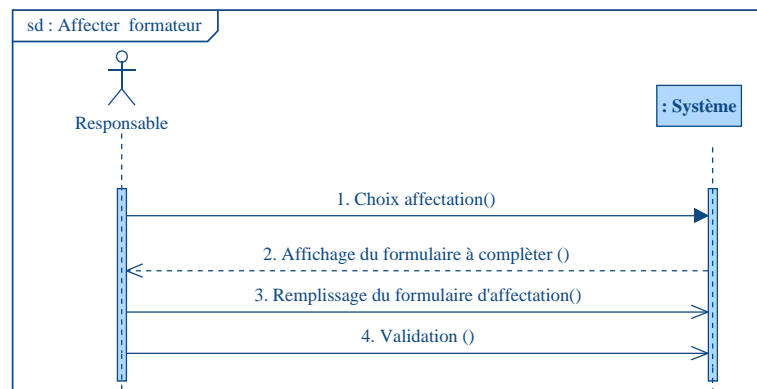 sd : Affecter formateur
Responsable
: Système
1. Choix affectation()
2. Affichage du formulaire à complèter ()
3. Remplissage du formulaire d'affectation()
4. Validation ()